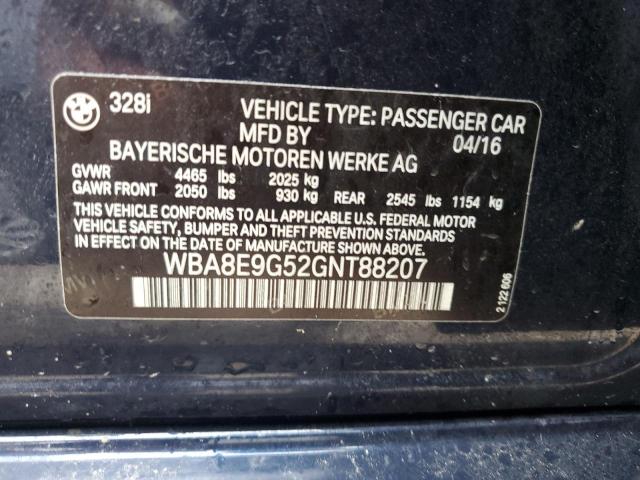 328i VEHICLE TYPE: PASSENGER CAR
MFD BY 04/16
BAYERISCHE MOTOREN WERKE AG
GVWR 4465 lbs 2025 kg
GAWR FRONT 2050 lbs 930 kg REAR 2545 lbs 1154 kg
THIS VEHICLE CONFORMS TO ALL APPLICABLE U.S. FEDERAL MOTOR
VEHICLE SAFETY, BUMPER AND THEFT PREVENTION STANDARDS
IN EFFECT ON THE DATE OF MANUFACTURE SHOWN ABOVE.
WBA8E9G52GNT88207
2 122 606